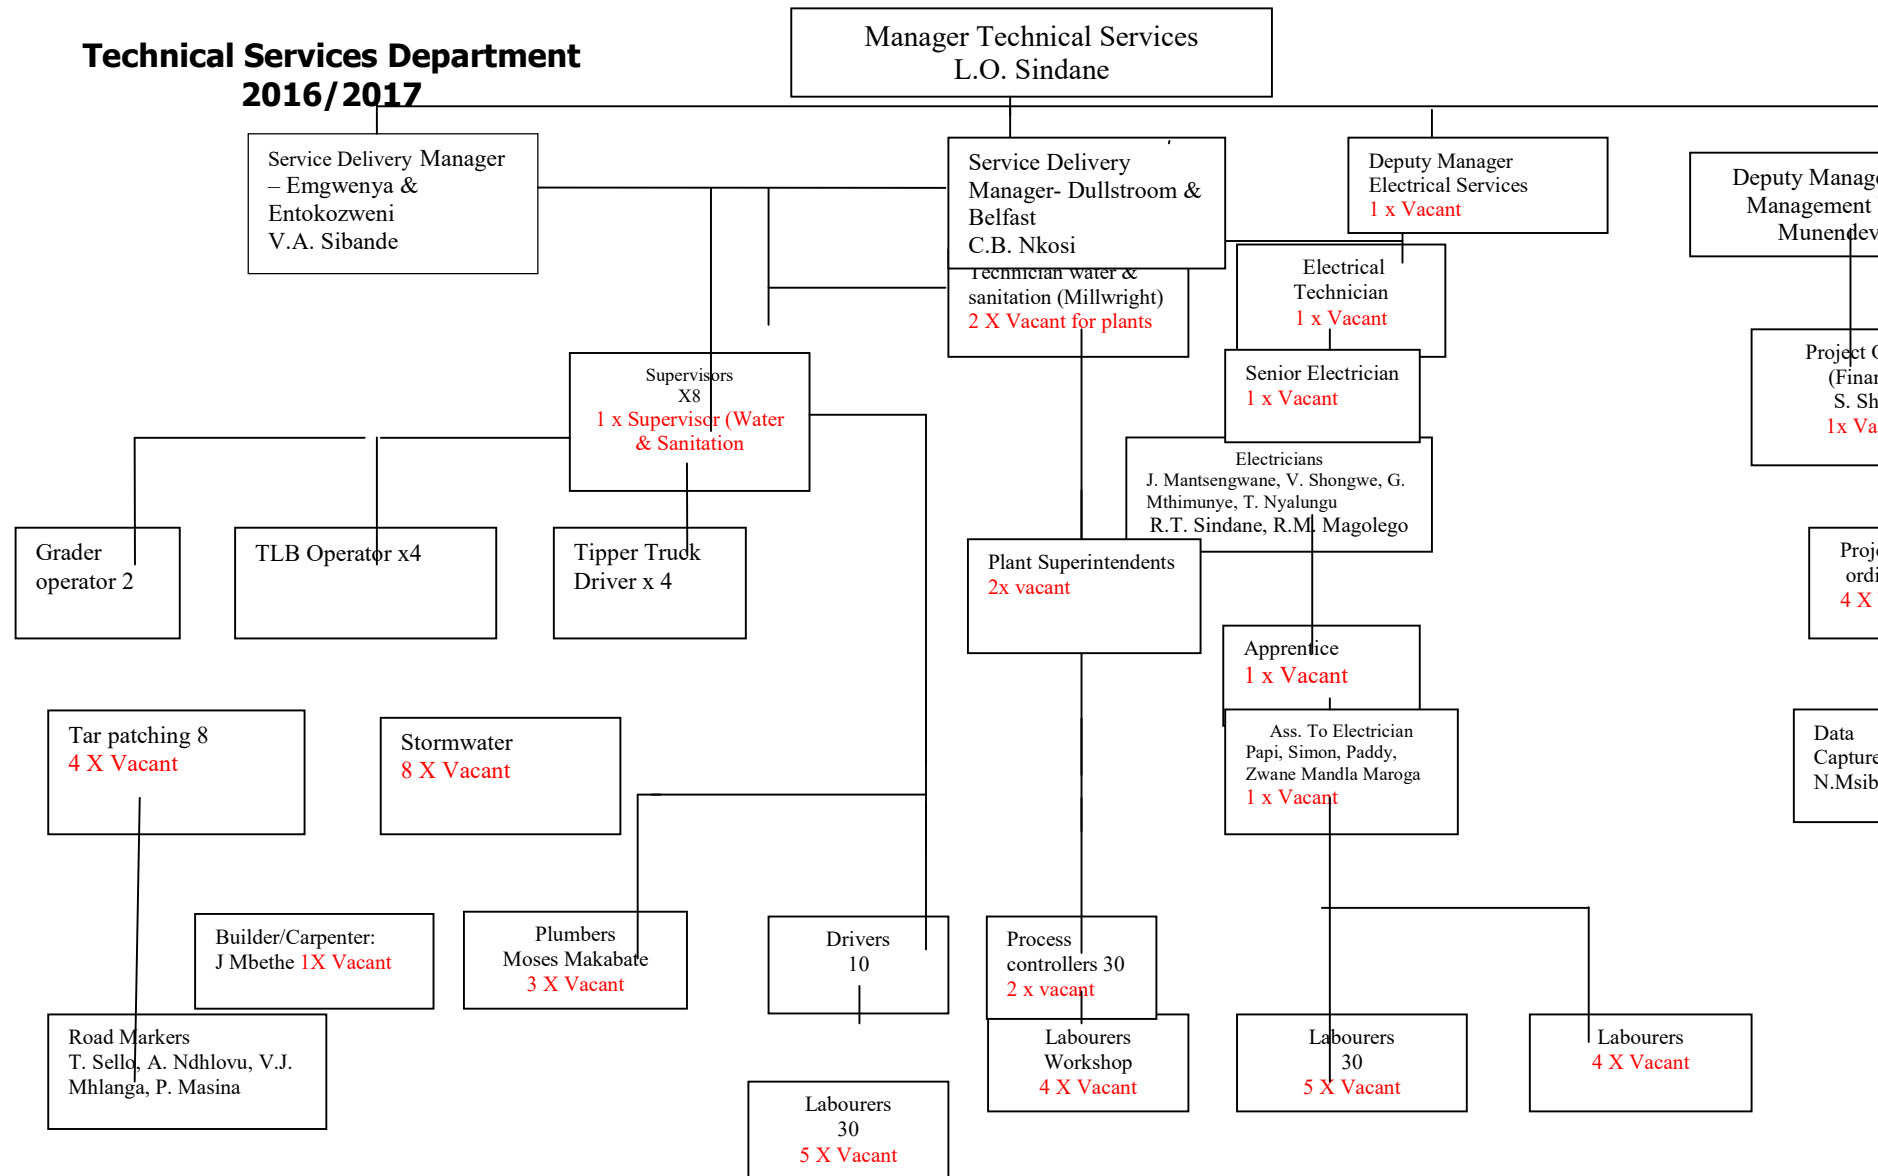 Technical Services Department
2016/2017
Manager Technical Services
L.O. Sindane
Service Delivery Manager
– Emgwenya &
Entokozweni
V.A. Sibande
Service Delivery
Manager- Dullstroom &
Belfast
C.B. Nkosi
Deputy Manager
Electrical Services
1 x Vacant
Deputy
Management
Technician water &
sanitation (Millwright)
2 X Vacant for plants
Electrical
Technician
1 x Vacant
Supervisors
X8
1 x Supervisor (Water
& Sanitation
Senior Electrician
1 x Vacant
Project
S.
1x
Electricians
J. Mantsengwane, V. Shongwe, G.
Mthimunye, T. Nyalungu
R.T. Sindane, R.M. Magolego
Grader
operator 2
TLB Operator x4
Tipper Truck
Driver x 4
Plant Superintendents
2x vacant
4 X
Apprentice
1 x Vacant
Tar patching 8
4 X Vacant
Stormwater
8 X Vacant
Ass. To Electrician
Papi, Simon, Paddy,
Zwane Mandla Maroga
1 x Vacant
Data
Builder/Carpenter:
J Mbethe 1X Vacant
Plumbers
Moses Makabate
3 X Vacant
Drivers
10
Process
controllers 30
2 x vacant
Road Markers
T. Sello, A. Ndhlovu, V.J.
Mhlanga, P. Masina
Labourers
Workshop
4 X Vacant
Labourers
30
5 X Vacant
Labourers
4 X Vacant
Labourers
30
5 X Vacant